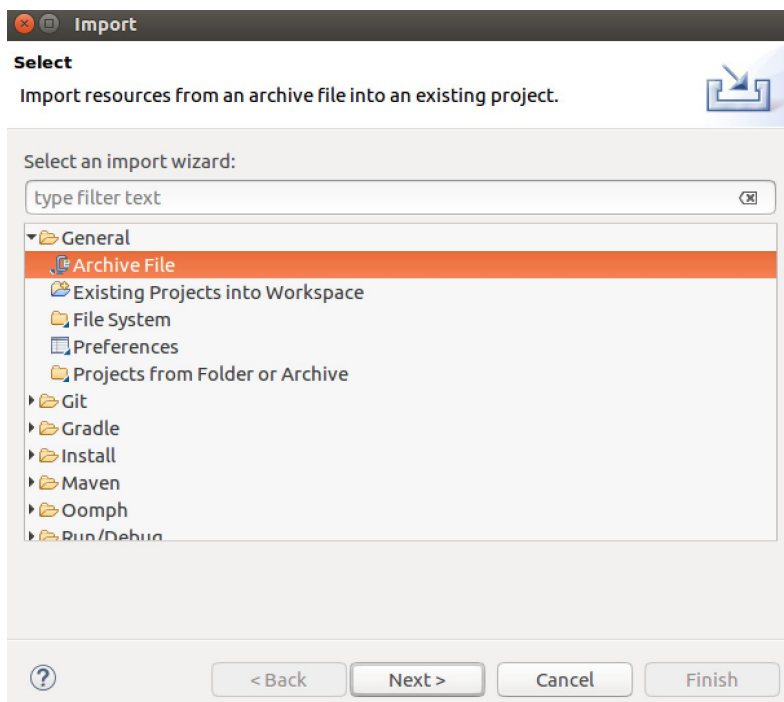 Import
Select
Import resources from an archive file into an existing project.
Select an import wizard:
type filter text
General
Archive File
Existing Projects into Workspace
File System
Preferences
Projects from Folder or Archive
Git
Gradle
Install
Maven
Oomph
Run/Debug
?
< Back Next > Cancel Finish